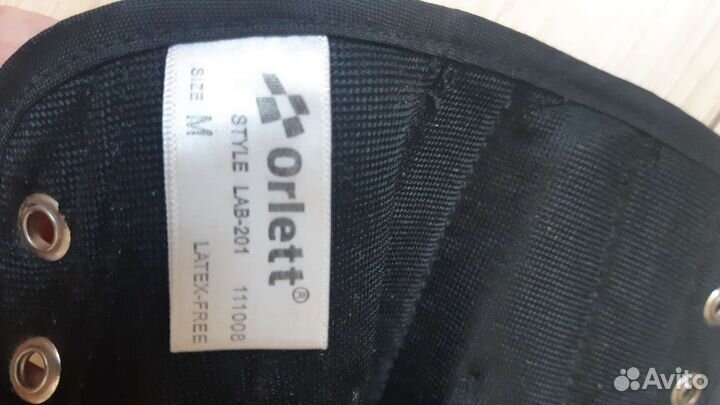 Orlett®
STYLE LAB-201 111008
SIZE M LATEX-FREE
Avito